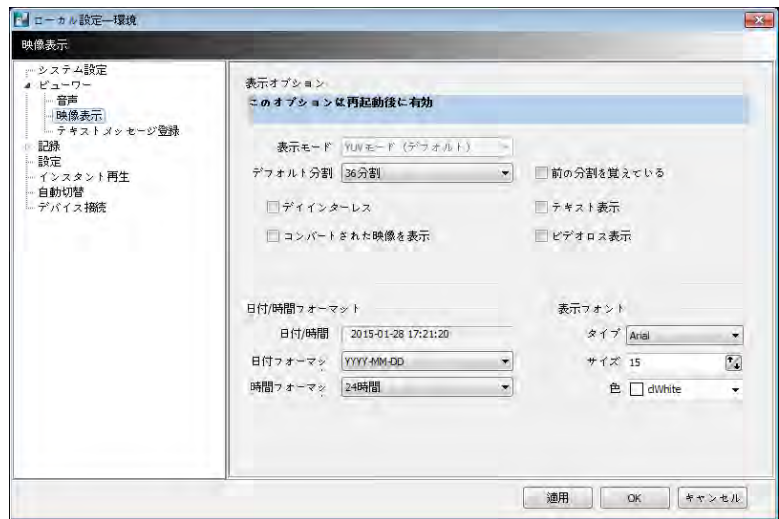 ローカル設定―環境
映像表示
システム設定
ビューワー
音声
映像表示
テキストメッセージ登録
記録
設定
インスタント再生
自動切替
デバイス接続
表示オプション
このオプションは再起動後に有効
表示モード YUVモード (デフォルト)
デフォルト分割 36分割 前の分割を覚えている
デインターレス テキスト表示
コンバートされた映像を表示 ビデオロス表示
日付/時間フォーマット 表示フォント
日付/時間 2015-01-28 17:21:20 タイプ Arial
日付フォーマッ YYYY-MM-DD サイズ 15
時間フォーマッ 24時間 色 dWhite
適用 OK キャンセル